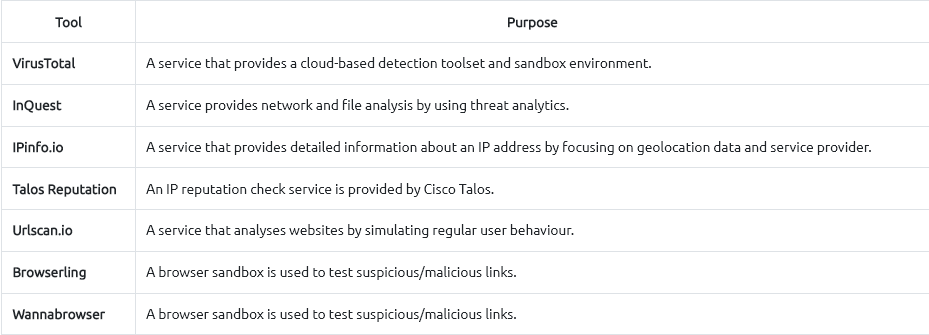 Tool Purpose
VirusTotal A service that provides a cloud-based detection toolset and sandbox environment.
InQuest A service provides network and file analysis by using threat analytics.
IPinfo.io A service that provides detailed information about an IP address by focusing on geolocation data and service provider.
Talos Reputation An IP reputation check service is provided by Cisco Talos.
Urlscan.io A service that analyses websites by simulating regular user behaviour.
Browserling A browser sandbox is used to test suspicious/malicious links.
Wannabrowser A browser sandbox is used to test suspicious/malicious links.